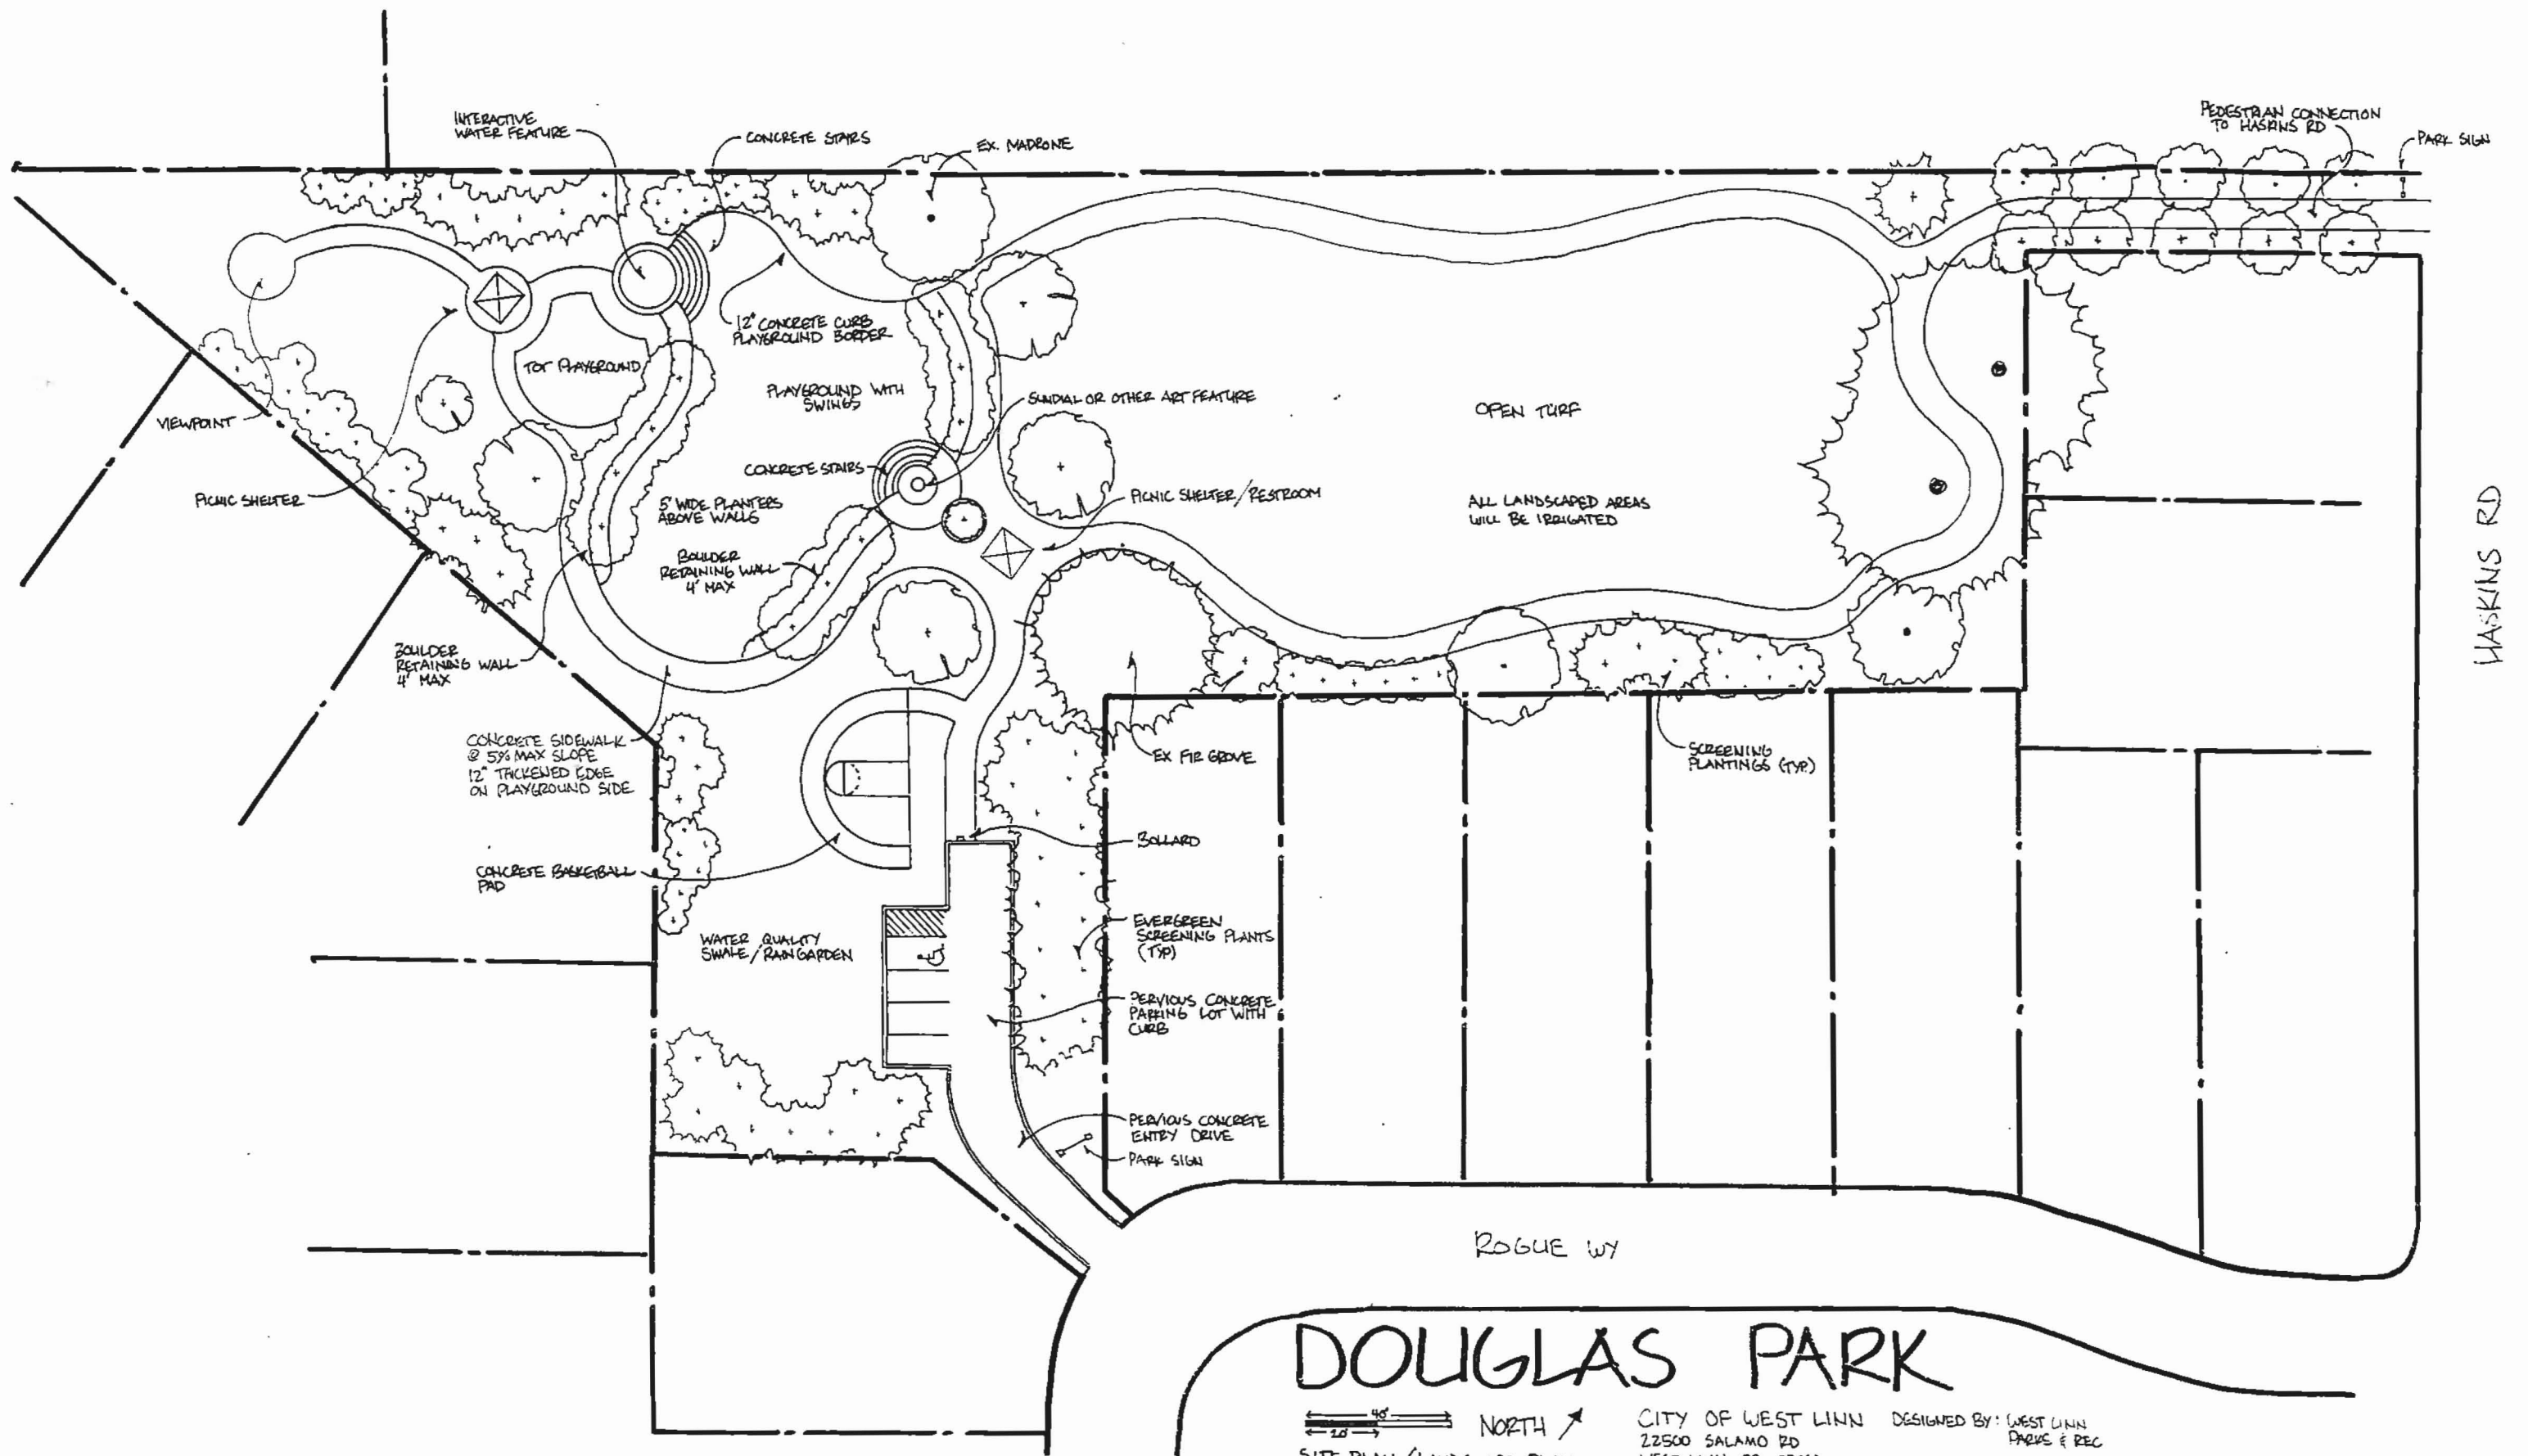 INTERACTIVE
WATER FEATURE
CONCRETE STAIRS
EX. MADRONE
PEDESTRIAN CONNECTION
TO HASKINS RD
PARK SIGN
12" CONCRETE CURB
PLAYGROUND BORDER
TOT PLAYGROUND
PLAYGROUND WITH
SWINGS
SUNDIAL OR OTHER ART FEATURE
OPEN TURF
VIEWPOINT
CONCRETE STAIRS
PICNIC SHELTER
5' WIDE PLANTERS
ABOVE WALLS
PICNIC SHELTER/RESTROOM
ALL LANDSCAPED AREAS
WILL BE IRRIGATED
HASKINS RD
BOULDER
RETAINING WALL
4' MAX
BOULDER
RETAINING WALL
4' MAX
CONCRETE SIDEWALK
@ 5% MAX SLOPE
12" THICKENED EDGE
ON PLAYGROUND SIDE
EX FIR GROVE
SCREENING
PLANTINGS (TYP.)
BOLLARD
CONCRETE BASKETBALL
PAD
WATER QUALITY
SWALE/RAINGARDEN
EVERGREEN
SCREENING PLANTS
(TYP)
PERVIOUS CONCRETE
PARKING LOT WITH
CURB
PERVIOUS CONCRETE
ENTRY DRIVE
PARK SIGN
ROGUE WY
DOUGLAS PARK
40'
20'
NORTH
CITY OF WEST LINN
22500 SALAMO RD
DESIGNED BY: WEST LINN
PARKS & REC